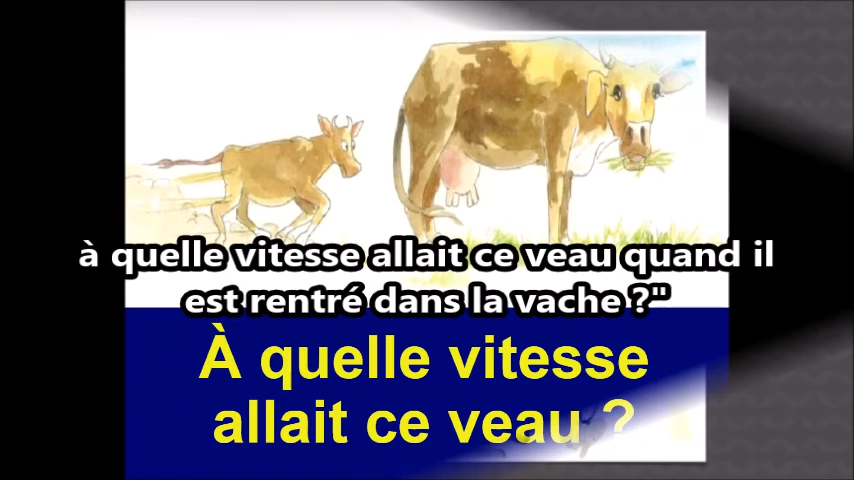 à quelle vitesse allait ce veau quand il
est rentré dans la vache ?"
À quelle vitesse
allait ce veau ?